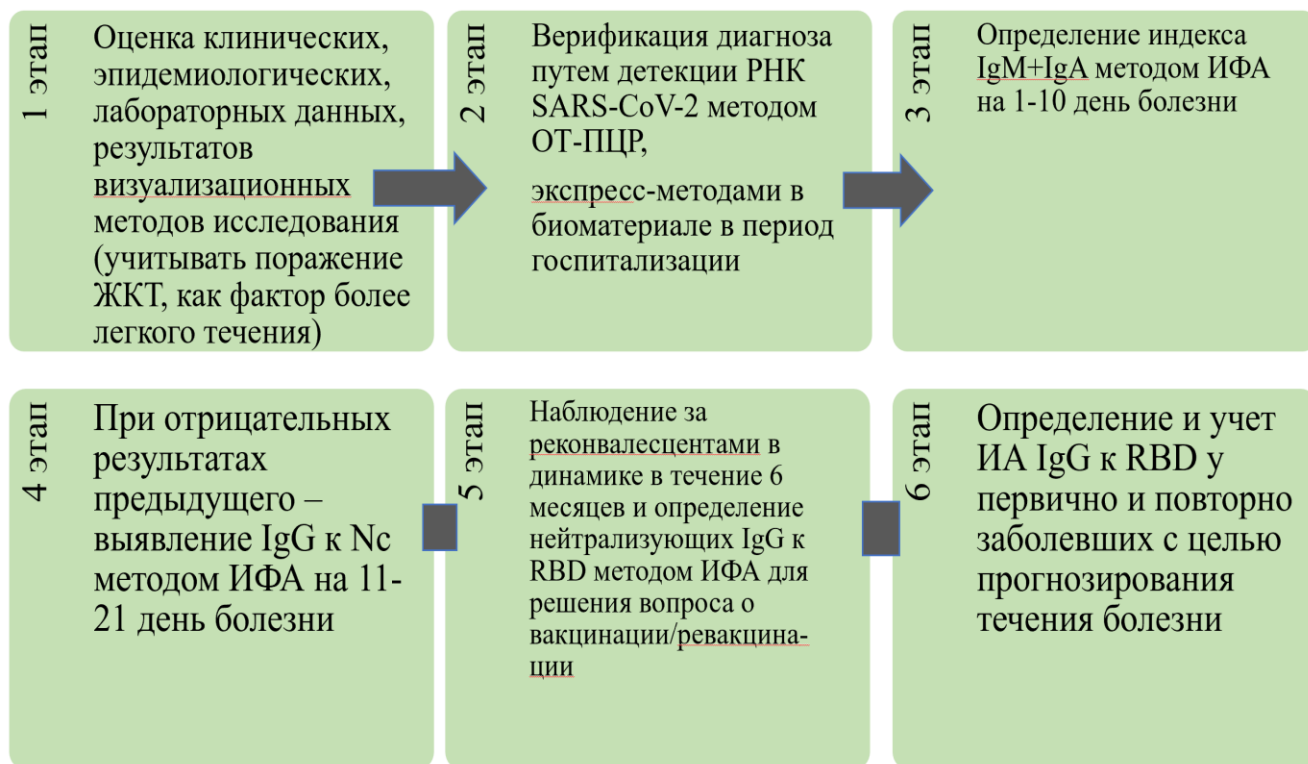 1 этап
Оценка клинических,
эпидемиологических,
лабораторных данных,
результатов
визуализационных
методов исследования
(учитывать поражение
ЖКТ, как фактор более
легкого течения)
2 этап
Верификация диагноза
путем детекции РНК
SARS-CoV-2 методом
ОТ-ПЦР,
экспресс-методами в
биоматериале в период
госпитализации
3 этап
Определение индекса
IgM+IgA методом ИФА
на 1-10 день болезни
4 этап
При отрицательных
результатах
предыдущего –
выявление IgG к Nc
методом ИФА на 11-
21 день болезни
5 этап
Наблюдение за
реконвалесцентами в
динамике в течение 6
месяцев и определение
нейтрализующих IgG к
RBD методом ИФА для
решения вопроса о
вакцинации/ревакцина-
ции
6 этап
Определение и учет
ИА IgG к RBD у
первично и повторно
заболевших с целью
прогнозирования
течения болезни